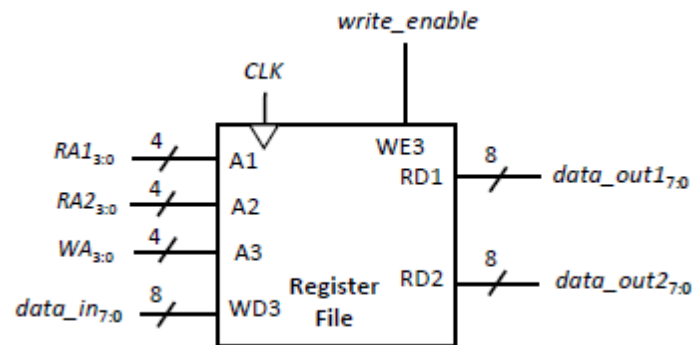 write_enable
CLK
RA13:0 4 A1
WE3
RD1 8 data_out17:0
RA23:0 4 A2
WA3:0 4 A3
RD2 8 data_out27:0
data_in7:0 8 WD3
Register
File